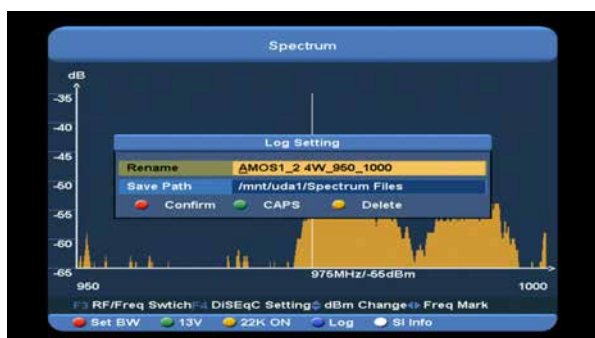 Spectrum
dB
-35
-40
Log Setting
-45
Rename AMOS1_2 4W_950_1000
-50 Save Path /mnt/uda1/Spectrum Files
Confirm CAPS Delete
-55
-60
-65 975MHz/-55dBm
950 1000
F3 RF/Freq Swtich F4 DiSEqC Setting dBm Change Freq Mark
Set BW 13V 22K ON Log SI Info